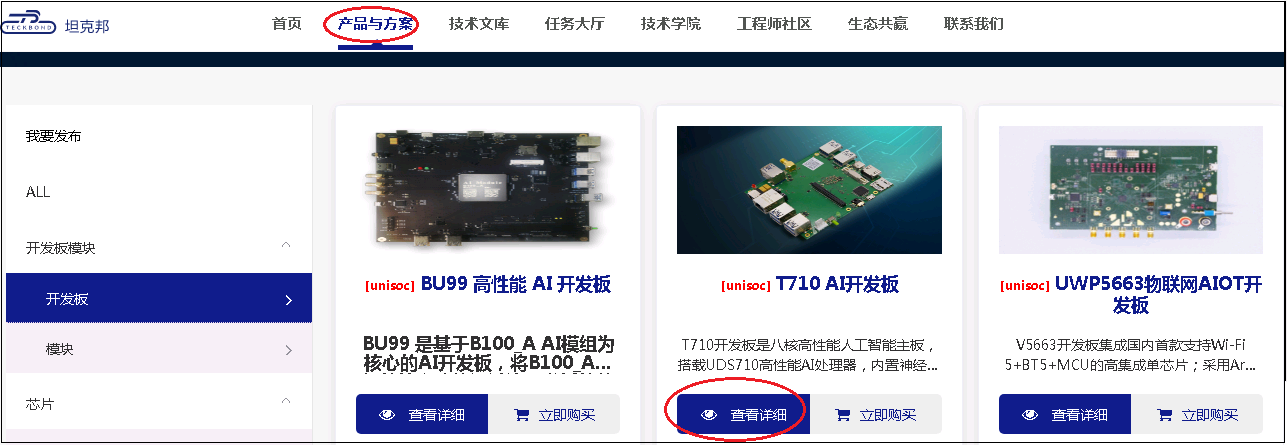 TECKBOND 坦克邦 首页 产品与方案 技术文库 任务大厅 技术学院 工程师社区 生态共赢 联系我们
我要发布
ALL
开发板模块
开发板
模块
芯片
[unisoc] BU99 高性能 AI 开发板
BU99 是基于B100_A AI模组为
核心的AI开发板，将B100_A...
查看详细 立即购买
[unisoc] T710 AI开发板
T710开发板是八核高性能人工智能主板，
搭载UDS710高性能AI处理器，内置神经...
查看详细 立即购买
[unisoc] UWP5663物联网AIOT开
发板
V5663开发板集成国内首款支持Wi-Fi
5+BT5+MCU的高集成单芯片；采用Ar...
查看详细 立即购买